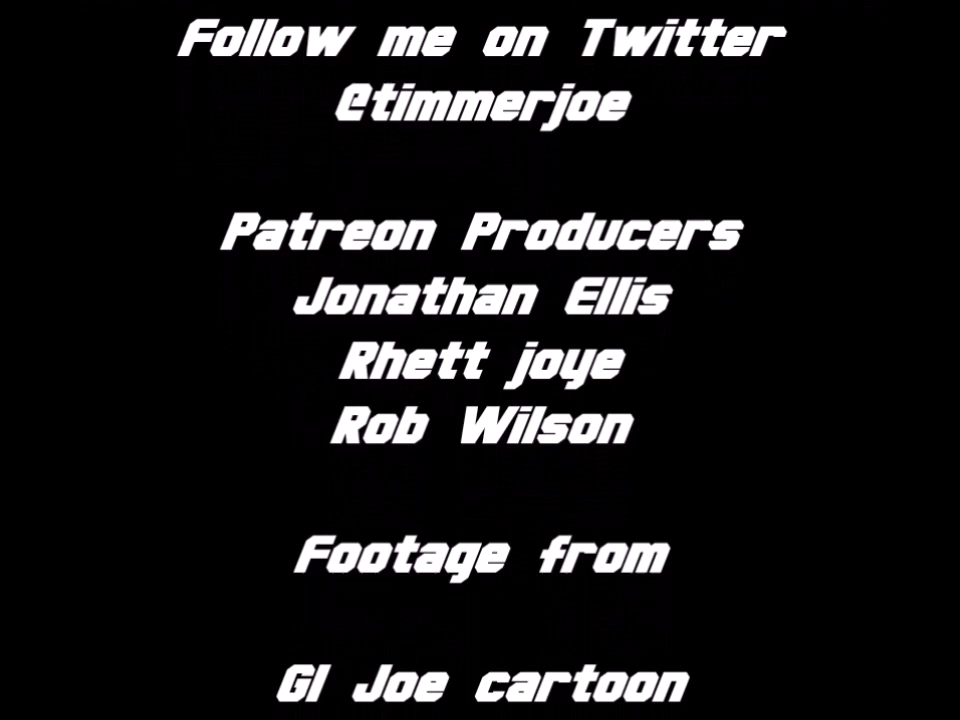 Follow me on Twitter
@timmerjoe
Patreon Producers
Jonathan Ellis
Rhett joye
Rob Wilson
Footage from
GI Joe cartoon